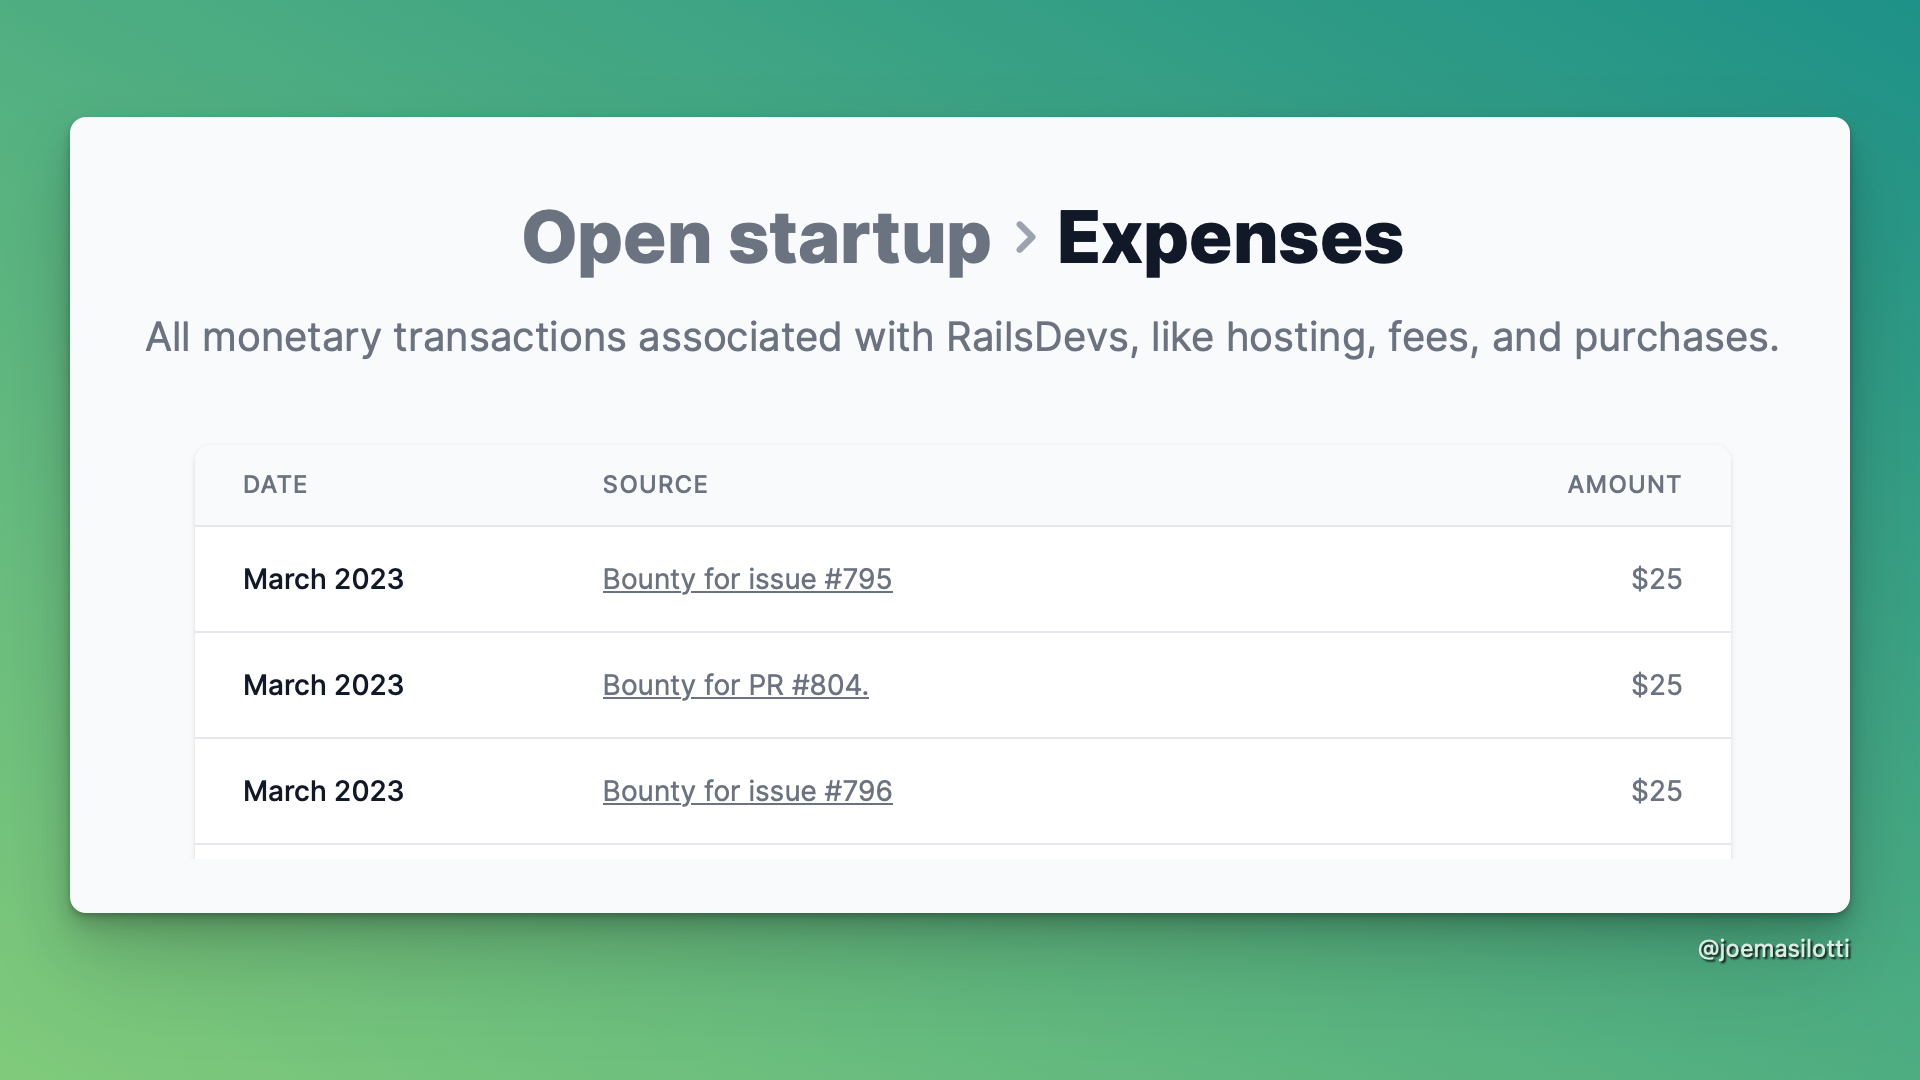 Open startup > Expenses
All monetary transactions associated with RailsDevs, like hosting, fees, and purchases.
DATE SOURCE AMOUNT
March 2023 Bounty for issue #795 $25
March 2023 Bounty for PR #804. $25
March 2023 Bounty for issue #796 $25
@joemasilotti